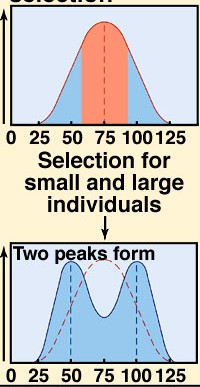 selection
0 25 50 75 100 125
Selection for
small and large
individuals
Two peaks form
0 25 50 75 100 125